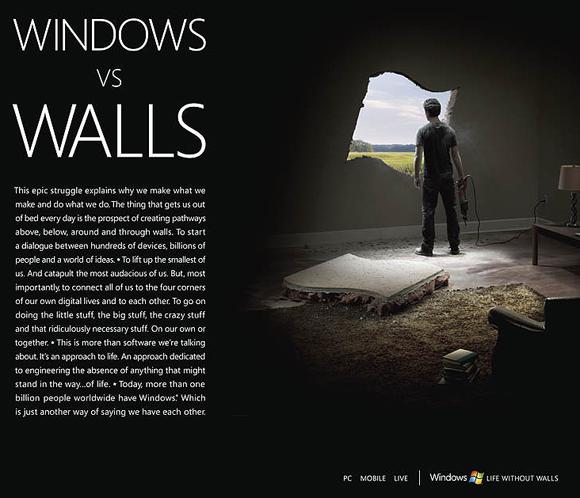 WINDOWS
VS
WALLS
This epic struggle explains why we make what we
make and do what we do. The thing that gets us out
of bed every day is the prospect of creating pathways
above, below, around and through walls. To start
a dialogue between hundreds of devices, billions of
people and a world of ideas. • To lift up the smallest of
us. And catapult the most audacious of us. But, most
importantly, to connect all of us to the four corners
of our own digital lives and to each other. To go on
doing the little stuff, the big stuff, the crazy stuff
and that ridiculously necessary stuff. On our own or
together. • This is more than software we're talking
about. It's an approach to life. An approach dedicated
to engineering the absence of anything that might
stand in the way...of life. • Today, more than one
billion people worldwide have Windows.® Which
is just another way of saying we have each other.
PC MOBILE LIVE Windows LIFE WITHOUT WALLS